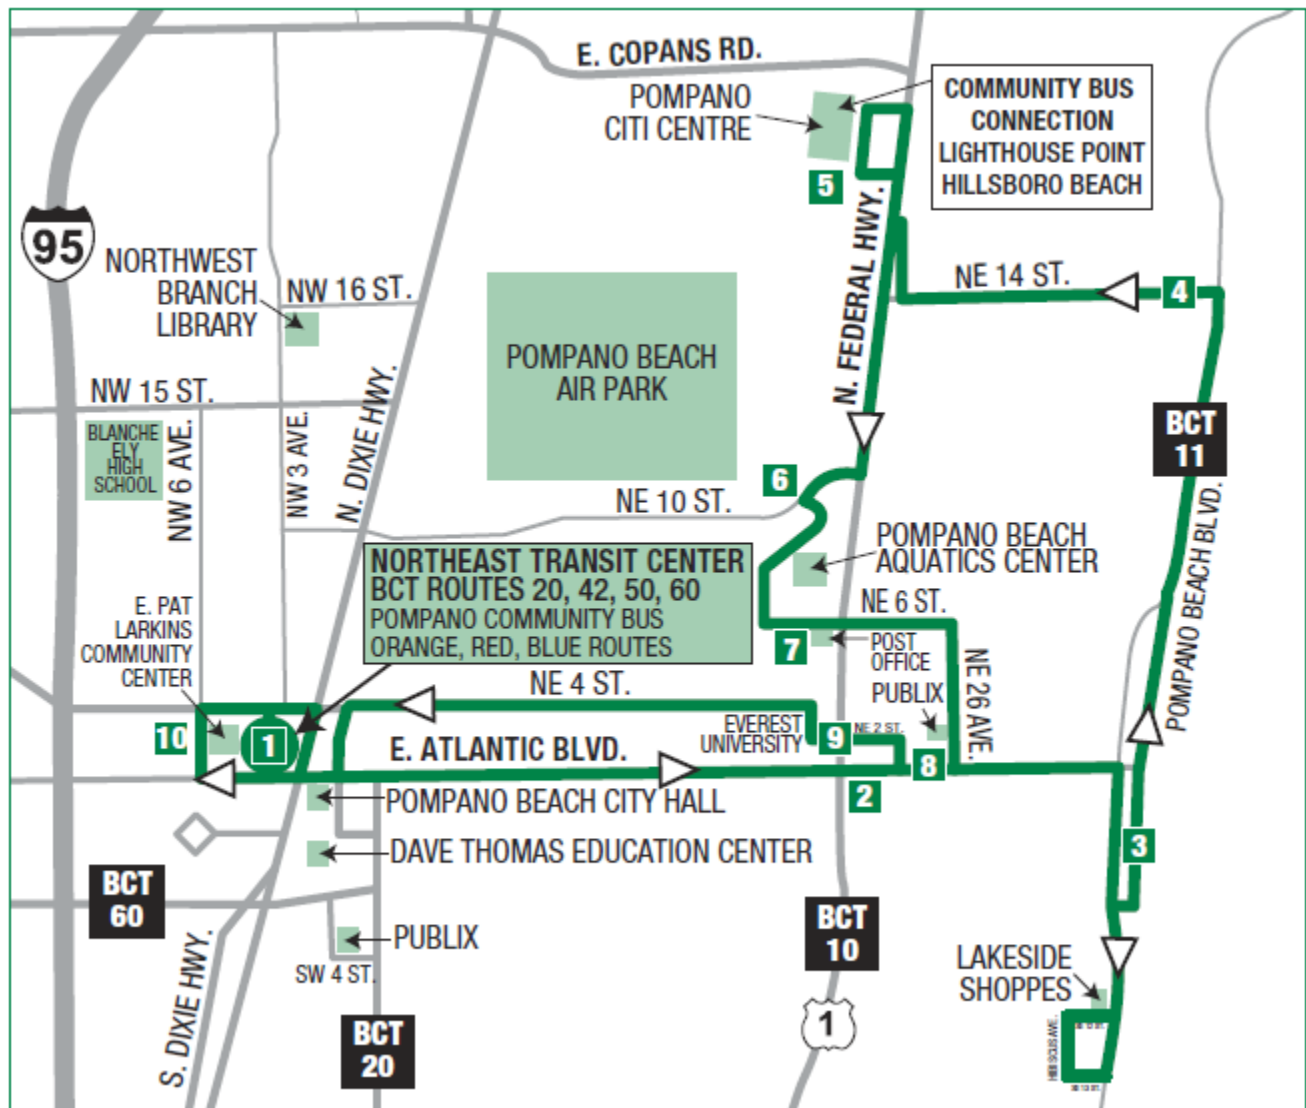 E. COPANS RD.
POMPANO
CITI CENTRE
COMMUNITY BUS
CONNECTION
LIGHTHOUSE POINT
HILLSBORO BEACH
5
95
NORTHWEST
BRANCH
LIBRARY
NW 16 ST.
N. FEDERAL HWY.
NE 14 ST.
4
POMPANO BEACH
AIR PARK
NW 15 ST.
BLANCHE
ELY
HIGH
SCHOOL
NW 6 AVE.
NW 3 AVE.
N. DIXIE HWY.
BCT
11
6
NE 10 ST.
POMPANO BEACH
AQUATICS CENTER
POMPANO BEACH BLVD.
NORTHEAST TRANSIT CENTER
BCT ROUTES 20, 42, 50, 60
POMPANO COMMUNITY BUS
ORANGE, RED, BLUE ROUTES
NE 6 ST.
7
POST
OFFICE
NE 26 AVE.
E. PAT
LARKINS
COMMUNITY
CENTER
NE 4 ST.
PUBLIX
10
1
EVEREST
UNIVERSITY
9
NE 2 ST.
E. ATLANTIC BLVD.
8
2
POMPANO BEACH CITY HALL
3
DAVE THOMAS EDUCATION CENTER
BCT
60
BCT
10
PUBLIX
SW 4 ST.
S. DIXIE HWY.
LAKESIDE
SHOPPES
1
BCT
20
HIBISCUS AVE.
SE 13 ST.